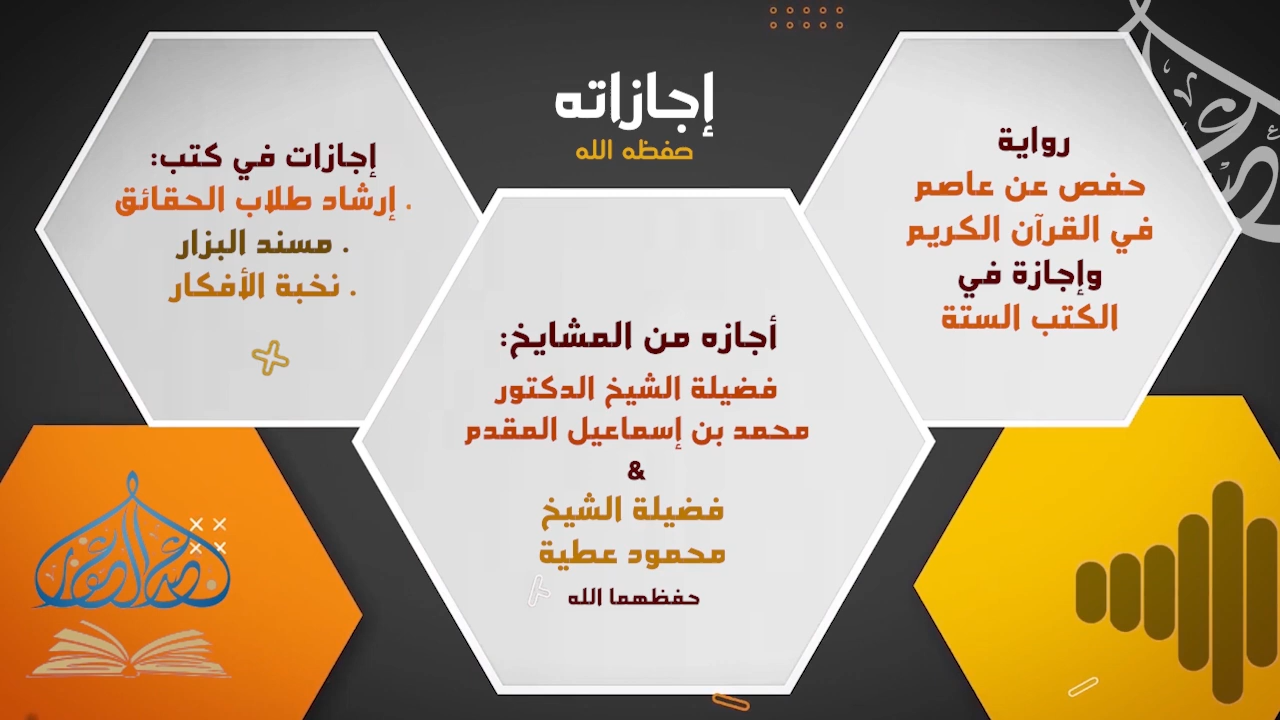 إجازاته
حفظه الله
رواية
حفص عن عاصم
في القرآن الكريم
وإجازة في
الكتب الستة
أجازه من المشايخ:
فضيلة الشيخ الدكتور
محمد بن إسماعيل المقدم
&
فضيلة الشيخ
محمود عطية
حفظهما الله
إجازات في كتب:
. إرشاد طلاب الحقائق
. مسند البزار
. نخبة الأفكار